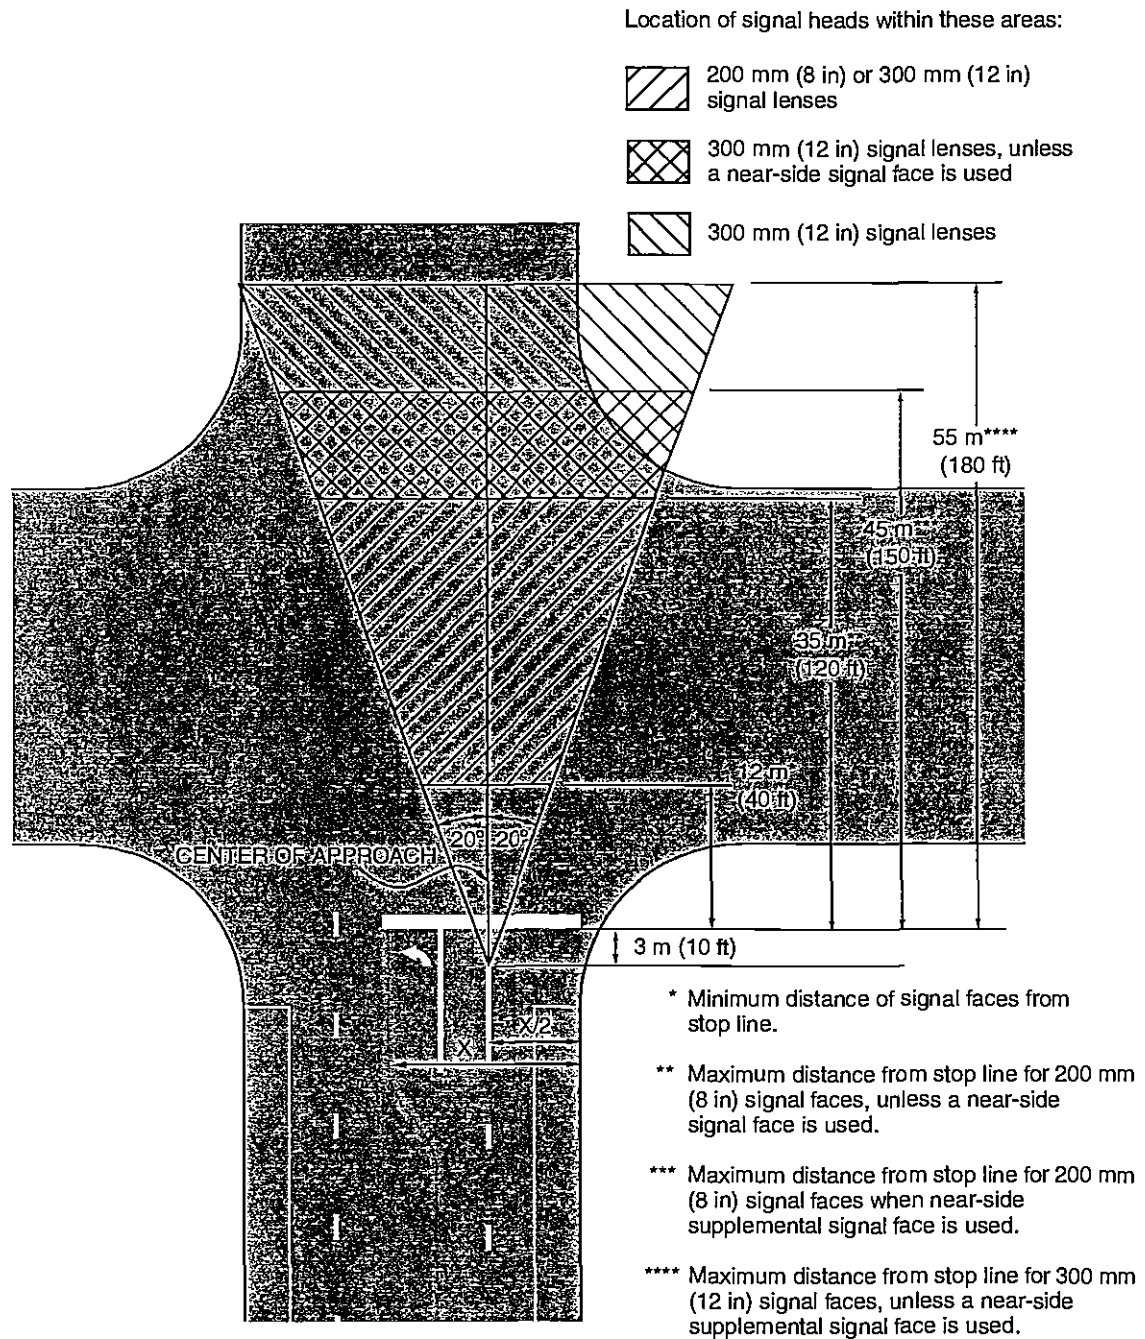 Location of signal heads within these areas:
200 mm (8 in) or 300 mm (12 in)
signal lenses
300 mm (12 in) signal lenses, unless
a near-side signal face is used
300 mm (12 in) signal lenses
55 m****
(180 ft)
45 m
(150 ft)
35 m
(120 ft)
12 m
(40 ft)
20° 20°
CENTER OF APPROACH
3 m (10 ft)
X/2
X
* Minimum distance of signal faces from
stop line.
** Maximum distance from stop line for 200 mm
(8 in) signal faces, unless a near-side
signal face is used.
*** Maximum distance from stop line for 200 mm
(8 in) signal faces when near-side
supplemental signal face is used.
**** Maximum distance from stop line for 300 mm
(12 in) signal faces, unless a near-side
supplemental signal face is used.